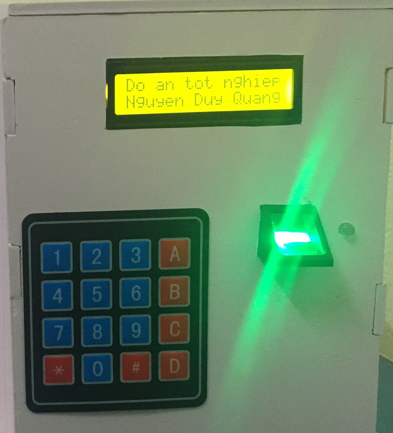 Do an tot nghiep
Nguyen Duy Quang
1 2 3 A
4 5 6 B
7 8 9 C
* 0 # D